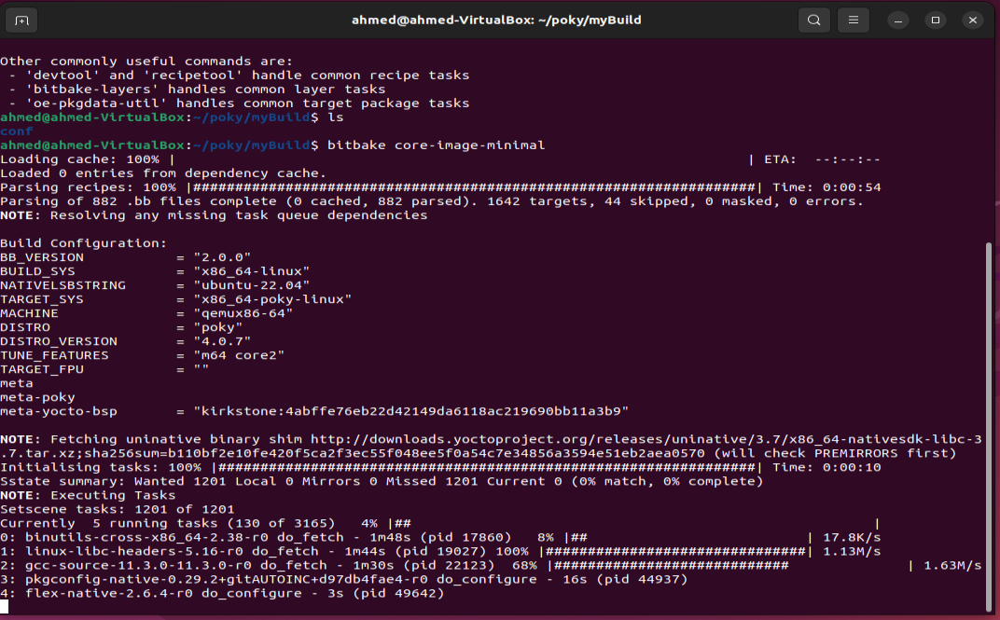 ahmed@ahmed-VirtualBox: ~/poky/myBuild
Other commonly useful commands are:
 - 'devtool' and 'recipetool' handle common recipe tasks
 - 'bitbake-layers' handles common layer tasks
 - 'oe-pkgdata-util' handles common target package tasks
ahmed@ahmed-VirtualBox:~/poky/myBuild$ ls
conf
ahmed@ahmed-VirtualBox:~/poky/myBuild$ bitbake core-image-minimal
Loading cache: 100% | | ETA:  --:--:--
Loaded 0 entries from dependency cache.
Parsing recipes: 100% |###################################################################| Time: 0:00:54
Parsing of 882 .bb files complete (0 cached, 882 parsed). 1642 targets, 44 skipped, 0 masked, 0 errors.
NOTE: Resolving any missing task queue dependencies
Build Configuration:
BB_VERSION           = "2.0.0"
BUILD_SYS            = "x86_64-linux"
NATIVELSBSTRING      = "ubuntu-22.04"
TARGET_SYS           = "x86_64-poky-linux"
MACHINE              = "qemux86-64"
DISTRO               = "poky"
DISTRO_VERSION       = "4.0.7"
TUNE_FEATURES        = "m64 core2"
TARGET_FPU           = ""
meta
meta-poky
meta-yocto-bsp       = "kirkstone:4abffe76eb22d42149da6118ac219690bb11a3b9"
NOTE: Fetching uninative binary shim http://downloads.yoctoproject.org/releases/uninative/3.7/x86_64-nativesdk-libc-3
.7.tar.xz;sha256sum=b110bf2e10fe420f5ca2f3ec55f048ee5f0a54c7e34856a3594e51eb2aea0570 (will check PREMIRRORS first)
Initialising tasks: 100% |################################################################| Time: 0:00:10
Sstate summary: Wanted 1201 Local 0 Mirrors 0 Missed 1201 Current 0 (0% match, 0% complete)
NOTE: Executing Tasks
Setscene tasks: 1201 of 1201
Currently  5 running tasks (130 of 3165)   4% |## |
0: binutils-cross-x86_64-2.38-r0 do_fetch - 1m48s (pid 17860)   8% |## | 17.8K/s
1: linux-libc-headers-5.16-r0 do_fetch - 1m44s (pid 19027) 100% |###############################| 1.13M/s
2: gcc-source-11.3.0-11.3.0-r0 do_fetch - 1m30s (pid 22123)  68% |############################ | 1.63M/s
3: pkgconfig-native-0.29.2+gitAUTOINC+d97db4fae4-r0 do_configure - 16s (pid 44937)
4: flex-native-2.6.4-r0 do_configure - 3s (pid 49642)